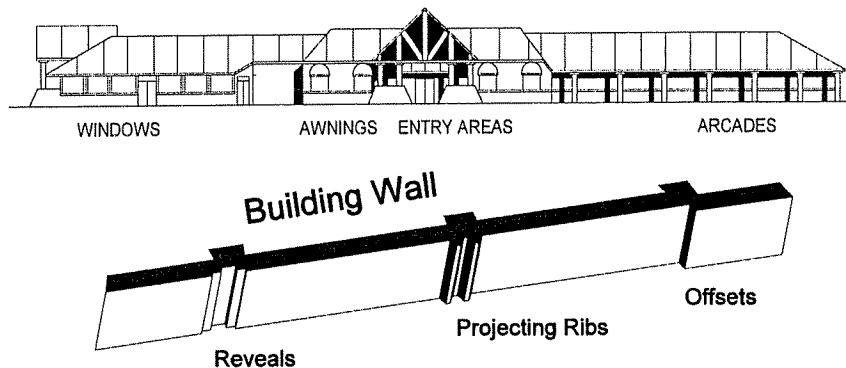 WINDOWS AWNINGS ENTRY AREAS ARCADES
Building Wall
Offsets
Projecting Ribs
Reveals